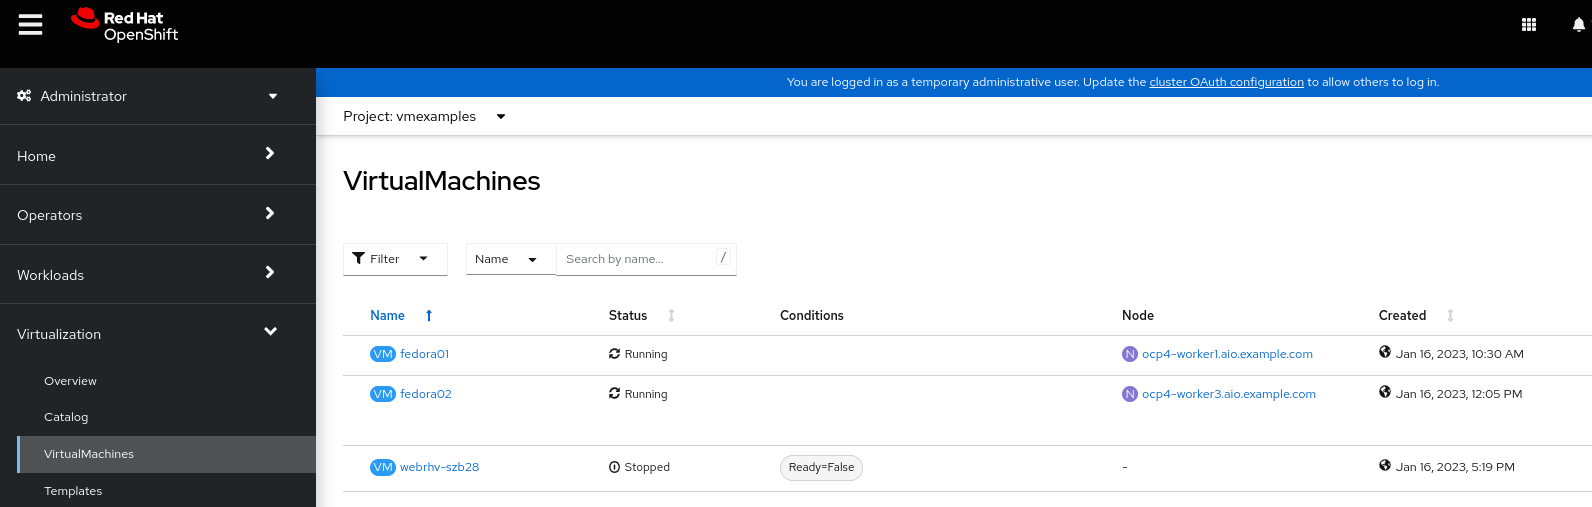 Red Hat
OpenShift
You are logged in as a temporary administrative user. Update the cluster OAuth configuration to allow others to log in.
Administrator
Home
Operators
Workloads
Virtualization
Overview
Catalog
VirtualMachines
Templates
Project: vmexamples
VirtualMachines
Filter Name Search by name... /
Name Status Conditions Node Created
VM fedora01 Running N ocp4-worker1.aio.example.com Jan 16, 2023, 10:30 AM
VM fedora02 Running N ocp4-worker3.aio.example.com Jan 16, 2023, 12:05 PM
VM webrhv-szb28 Stopped Ready=False - Jan 16, 2023, 5:19 PM